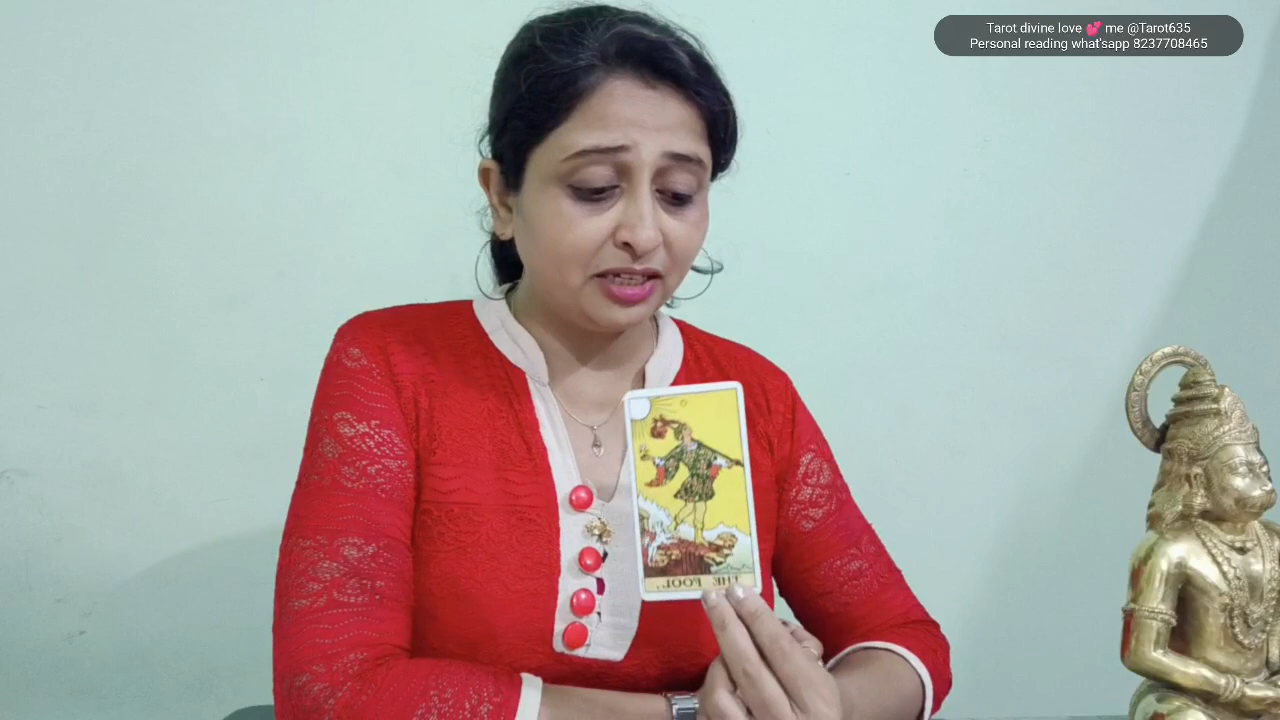 Tarot divine love 💕 me @Tarot635
Personal reading what'sapp 8237708465
THE FOOL.